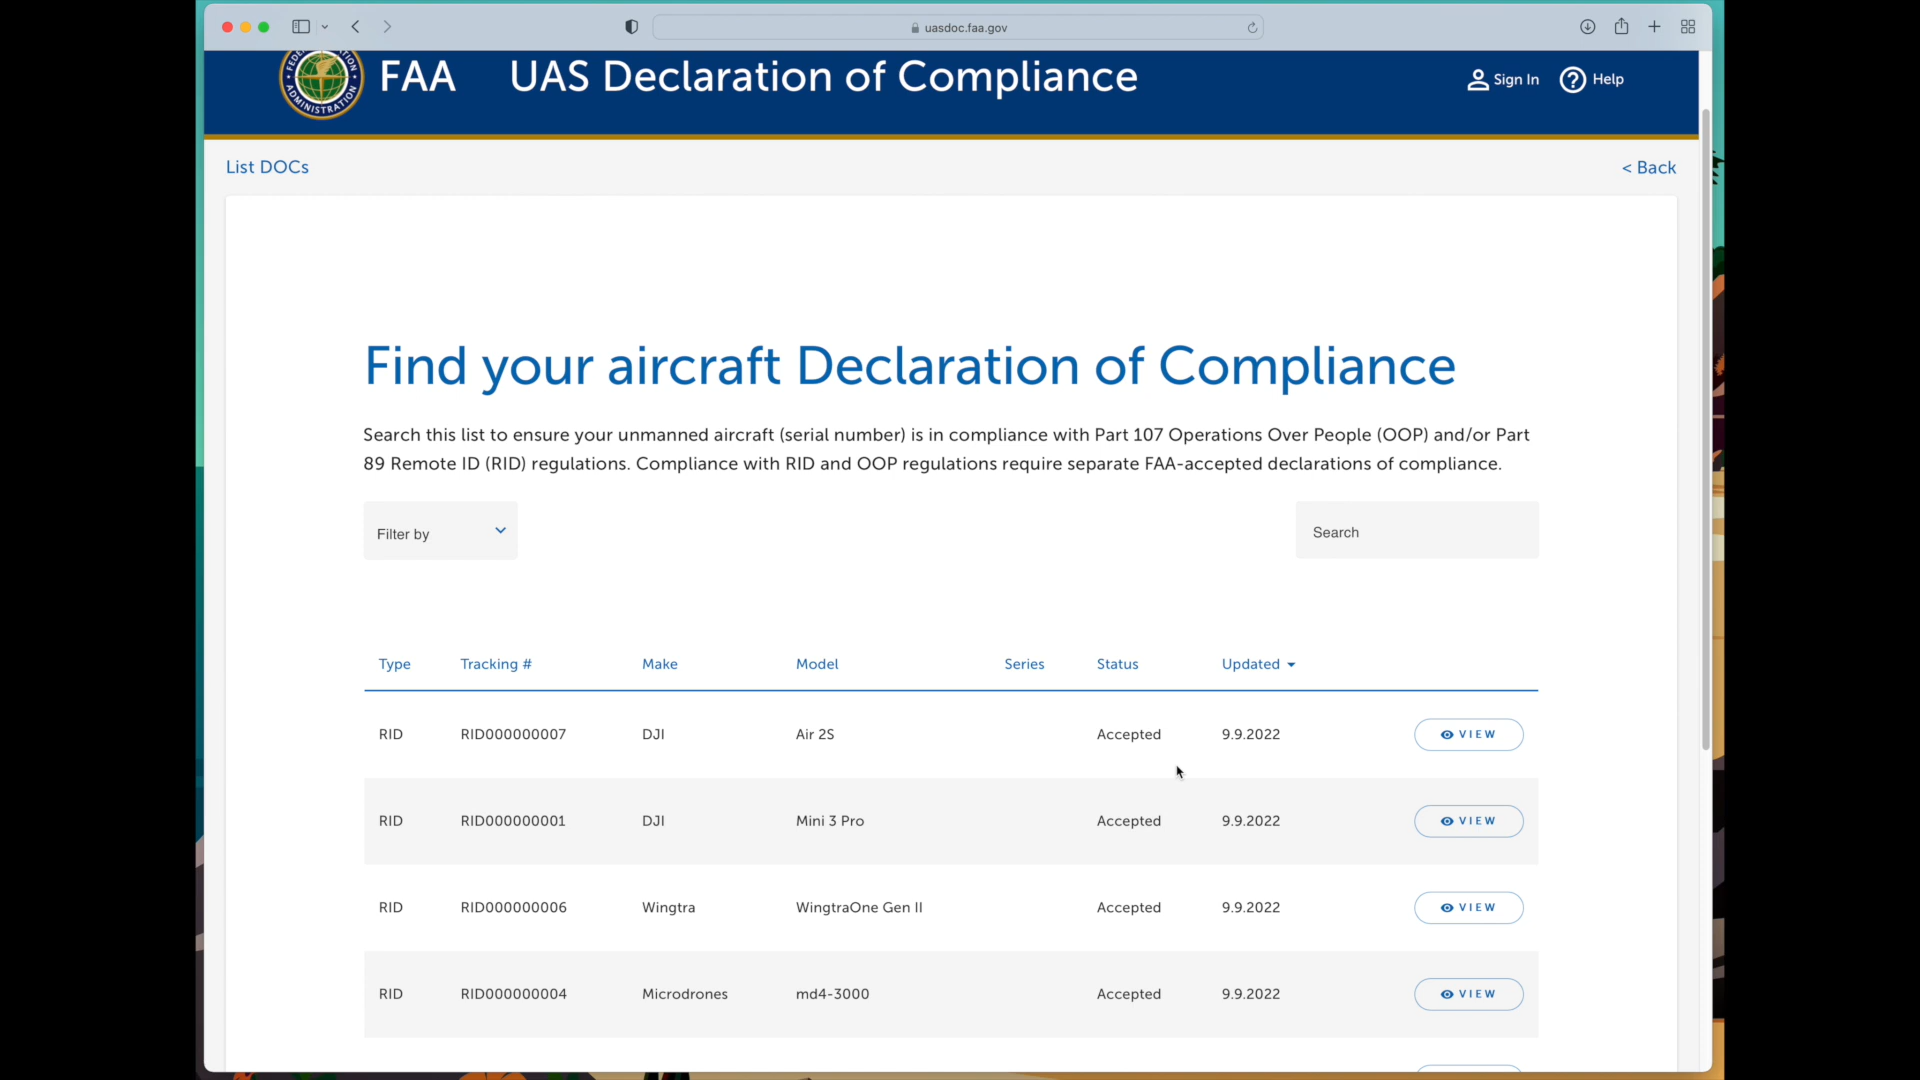 uasdoc.faa.gov
FAA UAS Declaration of Compliance Sign In Help
ADMINISTRATION
List DOCs < Back
Find your aircraft Declaration of Compliance
Search this list to ensure your unmanned aircraft (serial number) is in compliance with Part 107 Operations Over People (OOP) and/or Part
89 Remote ID (RID) regulations. Compliance with RID and OOP regulations require separate FAA-accepted declarations of compliance.
Filter by Search
Type Tracking # Make Model Series Status Updated
RID RID000000007 DJI Air 2S Accepted 9.9.2022 VIEW
RID RID000000001 DJI Mini 3 Pro Accepted 9.9.2022 VIEW
RID RID000000006 Wingtra WingtraOne Gen II Accepted 9.9.2022 VIEW
RID RID000000004 Microdrones md4-3000 Accepted 9.9.2022 VIEW